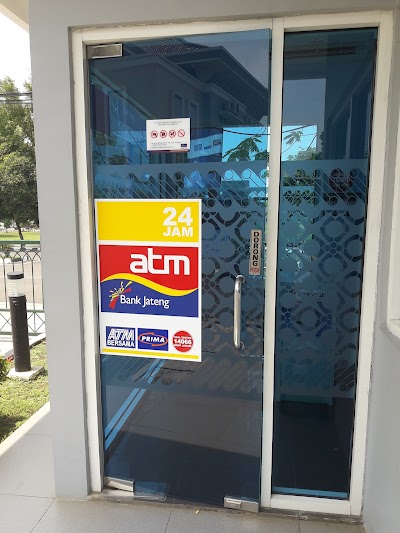 24
JAM
atm
Bank Jateng
ATM
BERSAMA
PRIMA
14066
DORONG